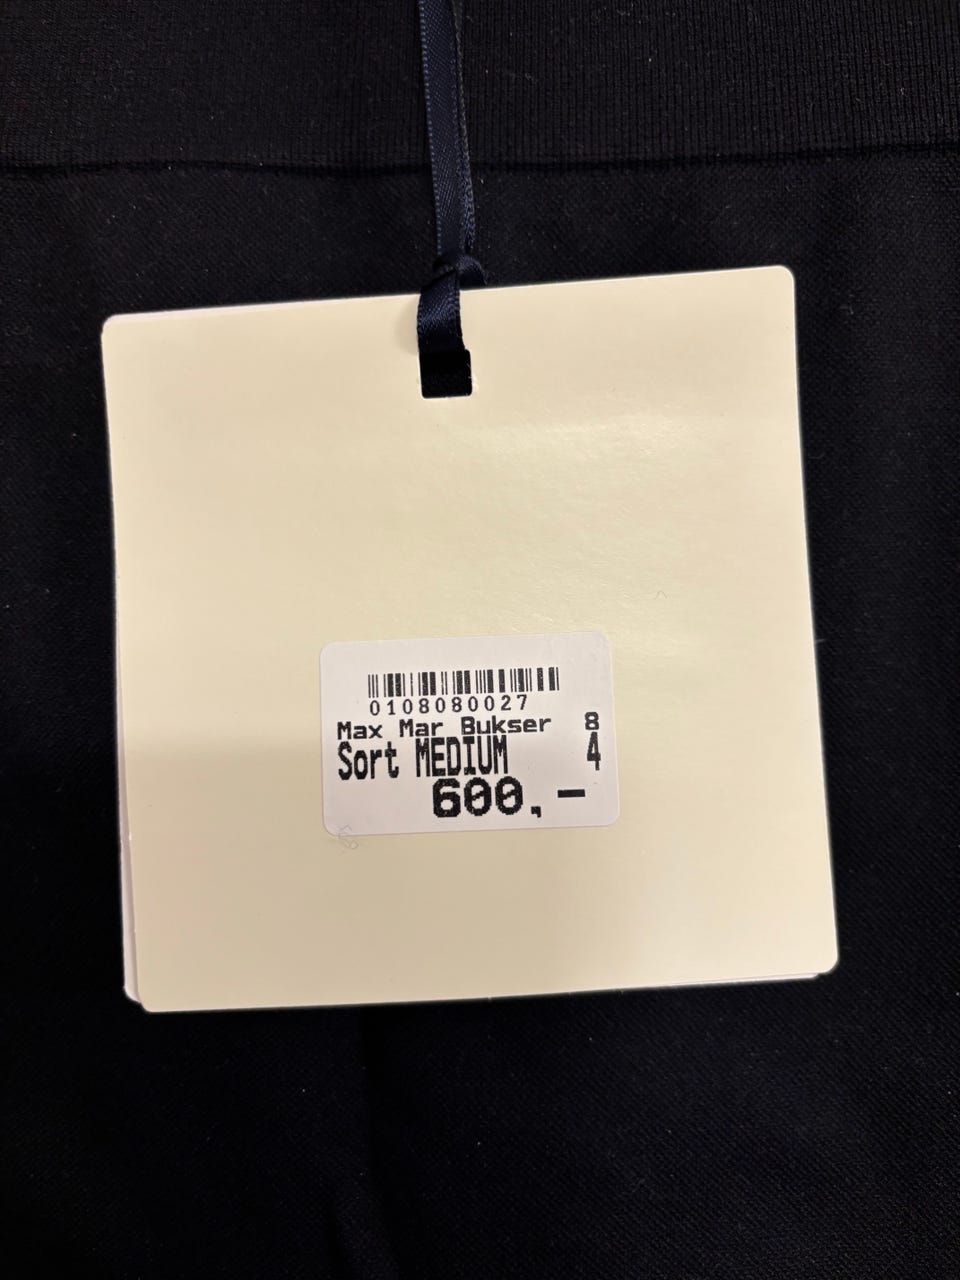 0108080027
Max Mar Bukser 8
Sort MEDIUM 4
600,-